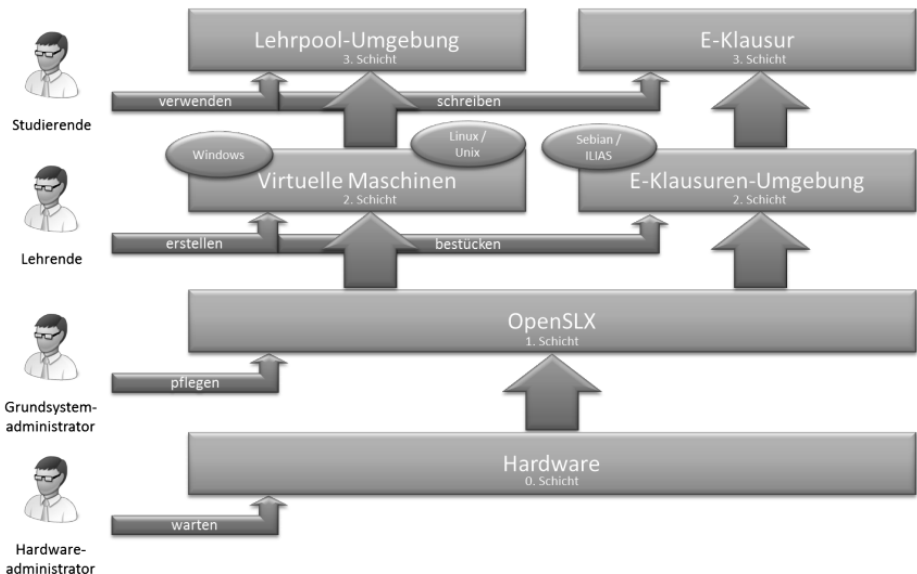 Lehrpool-Umgebung
3. Schicht
E-Klausur
3. Schicht
verwenden
schreiben
Studierende
Windows
Linux /
Unix
Sebian /
ILIAS
Virtuelle Maschinen
2. Schicht
E-Klausuren-Umgebung
2. Schicht
erstellen
bestücken
Lehrende
OpenSLX
1. Schicht
pflegen
Grundsystem-
administrator
Hardware
0. Schicht
warten
Hardware-
administrator